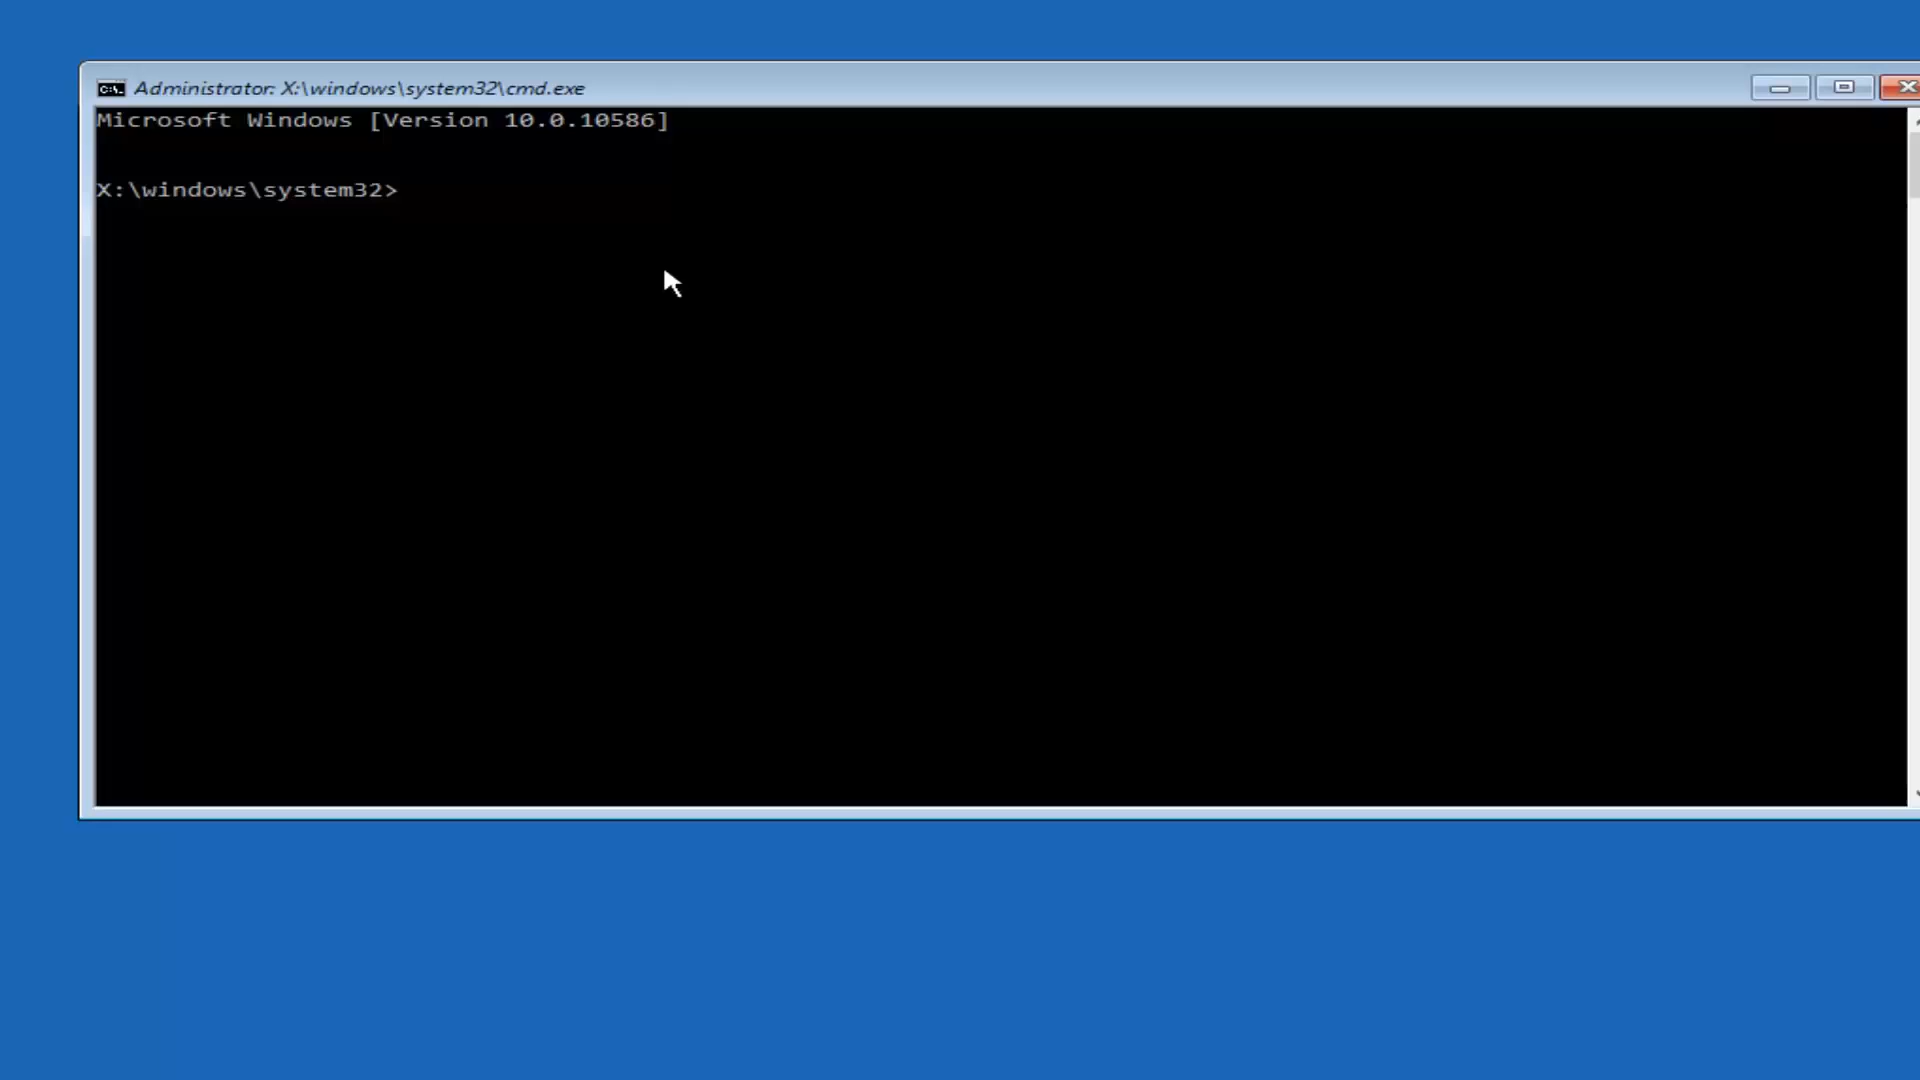 Administrator: X:\windows\system32\cmd.exe
Microsoft Windows [Version 10.0.10586]
X:\windows\system32>